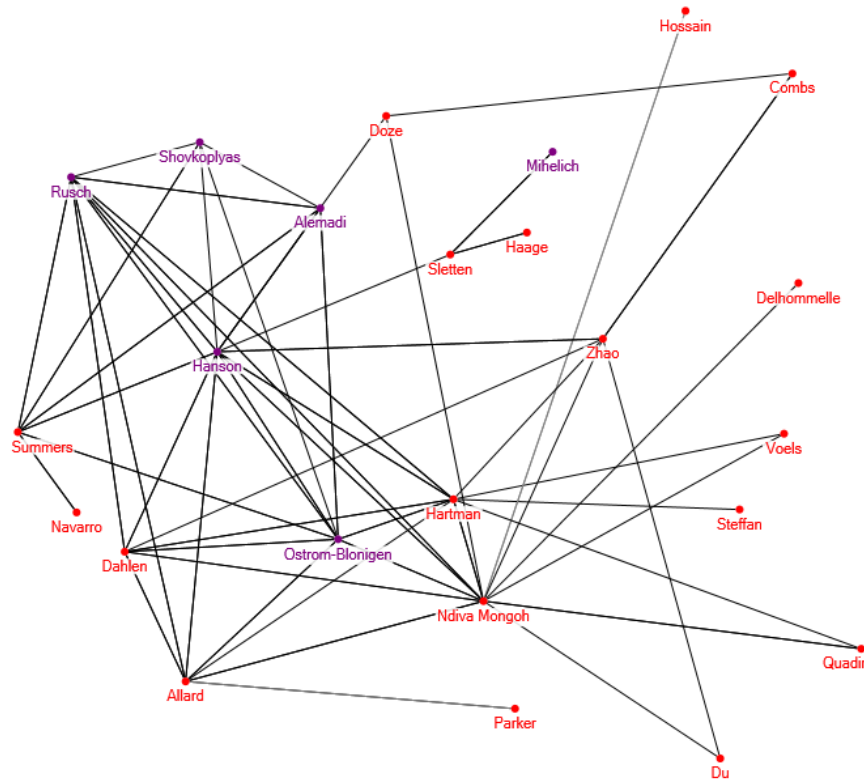 Hossain
Combs
Doze
Shovkoplyas
Mihelich
Rusch
Alemadi
Haage
Sletten
Delhommelle
Zhao
Hanson
Summers
Voels
Hartman
Steffan
Navarro
Ostrom-Blonigen
Dahlen
Ndiva Mongoh
Quadir
Allard
Parker
Du